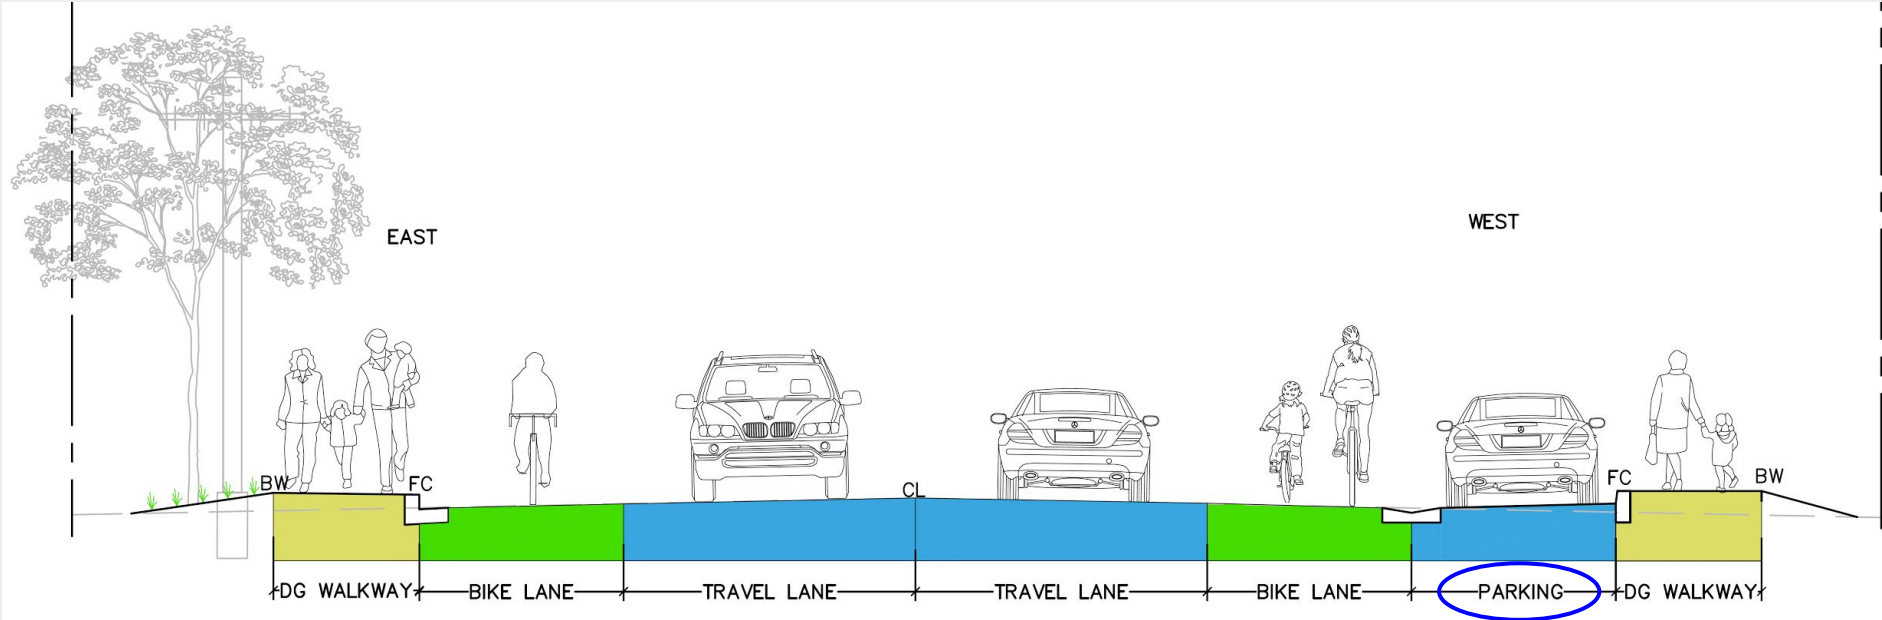 EAST
WEST
BW
FC
CL
FC
BW
DG WALKWAY
BIKE LANE
TRAVEL LANE
TRAVEL LANE
BIKE LANE
PARKING
DG WALKWAY